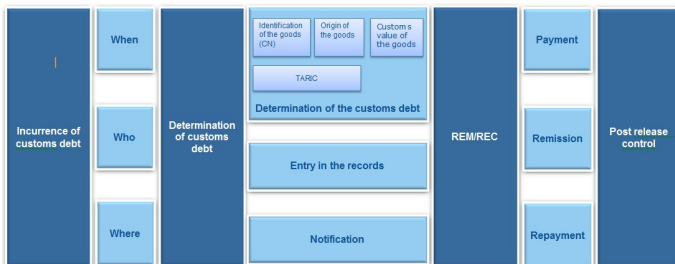 Incurrence of
customs debt
When
Who
Where
Determination
of customs
debt
Identification
of the goods
(CN)
Origin of
the goods
Customs
value of
the goods
TARIC
Determination of the customs debt
Entry in the records
Notification
REM/REC
Payment
Remission
Repayment
Post release
control